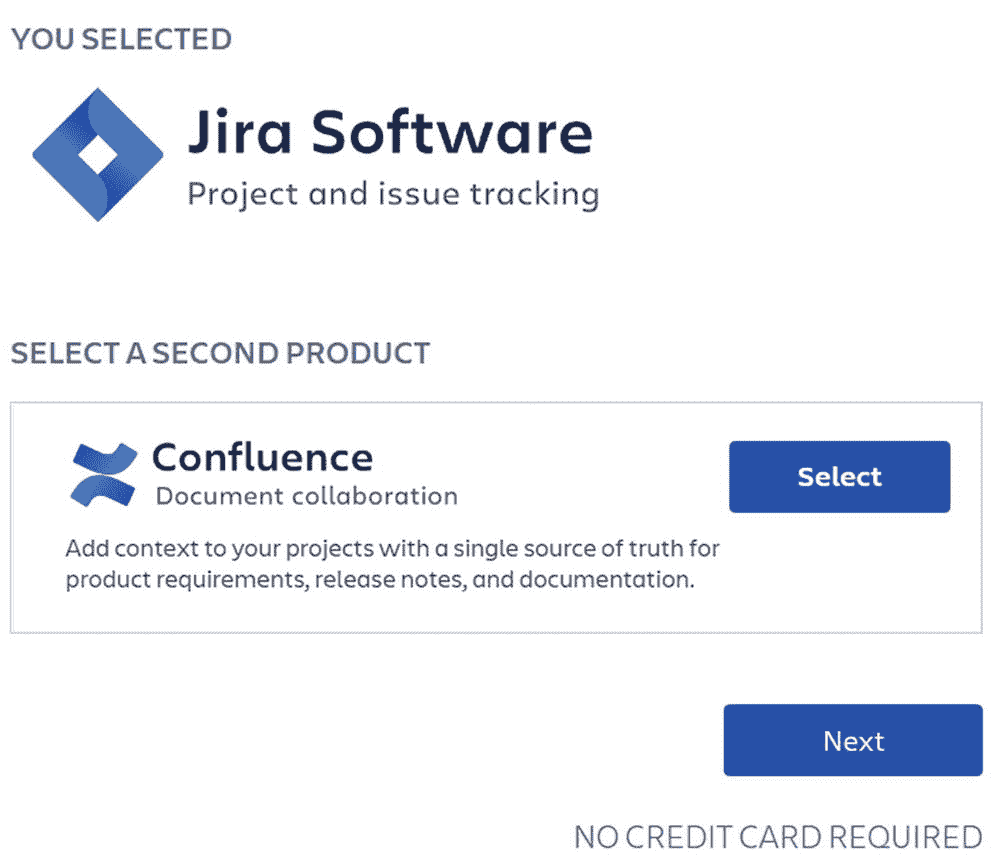 YOU SELECTED
Jira Software
Project and issue tracking
SELECT A SECOND PRODUCT
Confluence
Document collaboration
Select
Add context to your projects with a single source of truth for
product requirements, release notes, and documentation.
Next
NO CREDIT CARD REQUIRED